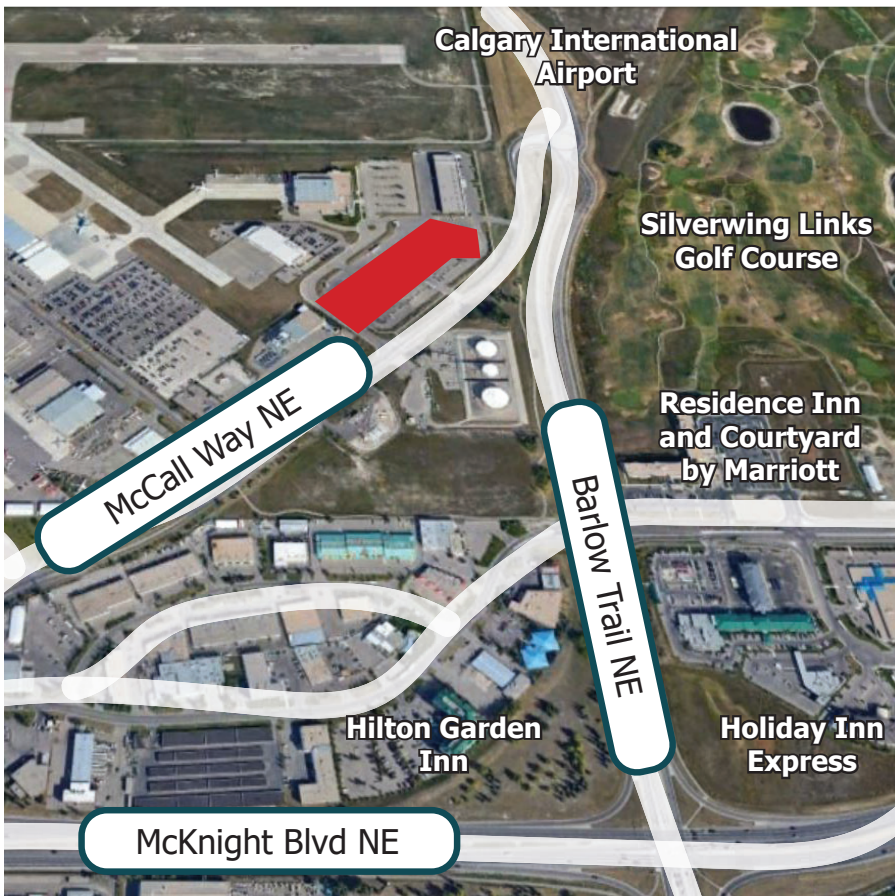 Calgary International
Airport
Silverwing Links
Golf Course
McCall Way NE
Residence Inn
and Courtyard
by Marriott
Barlow Trail NE
Hilton Garden
Inn
Holiday Inn
Express
McKnight Blvd NE